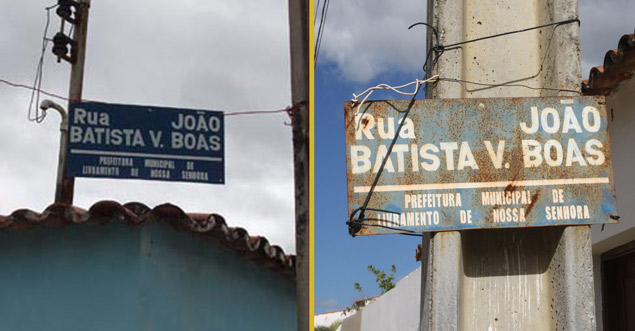 Rua JOÃO
BATISTA V. BOAS
PREFEITURA MUNICIPAL DE
LIVRAMENTO DE NOSSA SENHORA
Rua JOÃO
BATISTA V. BOAS
PREFEITURA MUNICIPAL DE
LIVRAMENTO DE NOSSA SENHORA